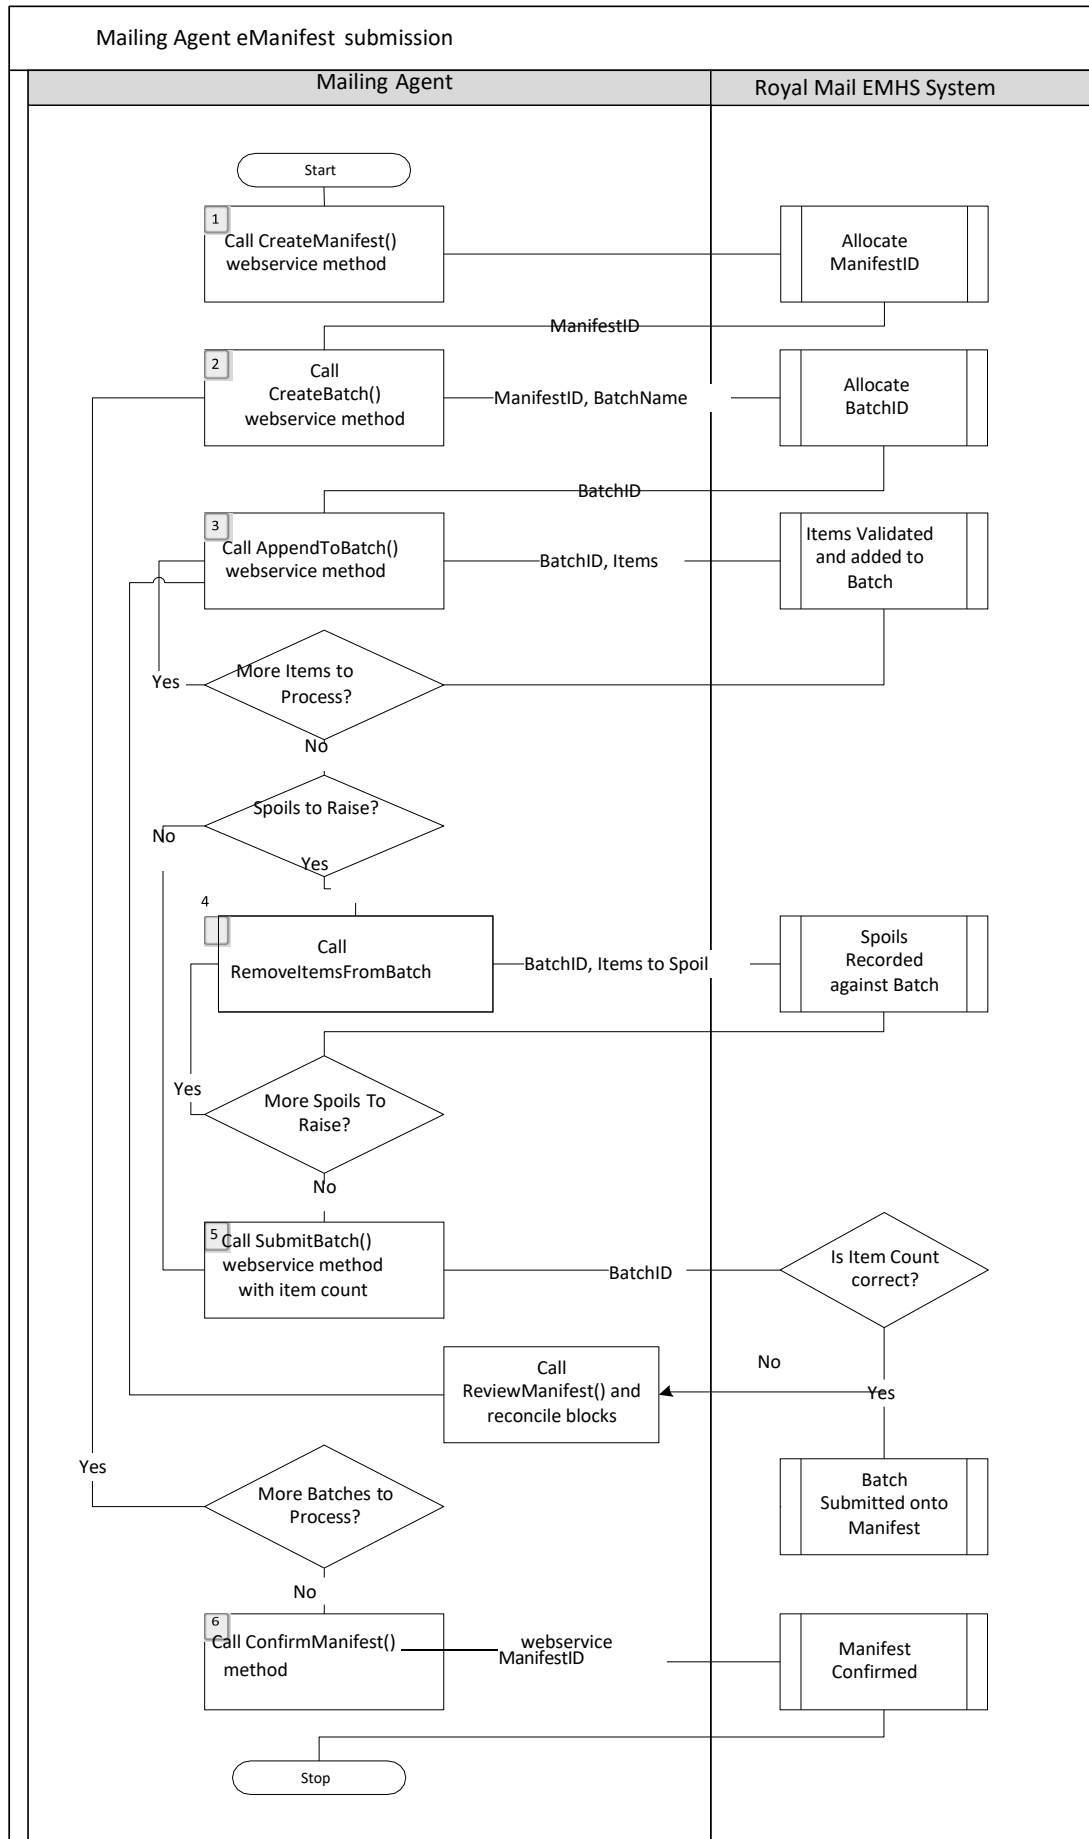 Mailing Agent eManifest submission
Mailing Agent
Royal Mail EMHS System
Start
1
Call CreateManifest()
webservice method
Allocate
ManifestID
ManifestID
2
Call
CreateBatch()
webservice method
ManifestID, BatchName
Allocate
BatchID
BatchID
3
Call AppendToBatch()
webservice method
BatchID, Items
Items Validated
and added to
Batch
More Items to
Process?
Yes
No
Spoils to Raise?
No
Yes
4
Call
RemoveItemsFromBatch
BatchID, Items to Spoil
Spoils
Recorded
against Batch
Yes
More Spoils To
Raise?
No
5
Call SubmitBatch()
webservice method
with item count
BatchID
Is Item Count
correct?
No
Yes
Call
ReviewManifest() and
reconcile blocks
Yes
More Batches to
Process?
Batch
Submitted onto
Manifest
No
6
Call ConfirmManifest()
method
webservice
ManifestID
Manifest
Confirmed
Stop